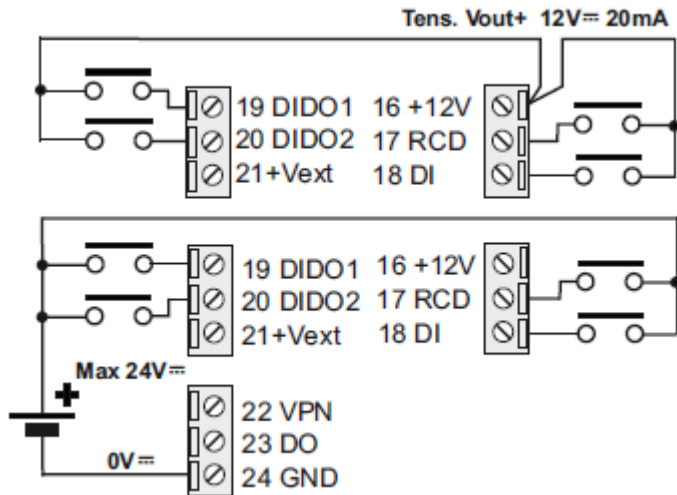 Tens. Vout+ 12V⎓ 20mA
19 DIDO1 16 +12V
20 DIDO2 17 RCD
21+Vext 18 DI
19 DIDO1 16 +12V
20 DIDO2 17 RCD
21+Vext 18 DI
Max 24V⎓
+
22 VPN
23 DO
0V⎓
24 GND